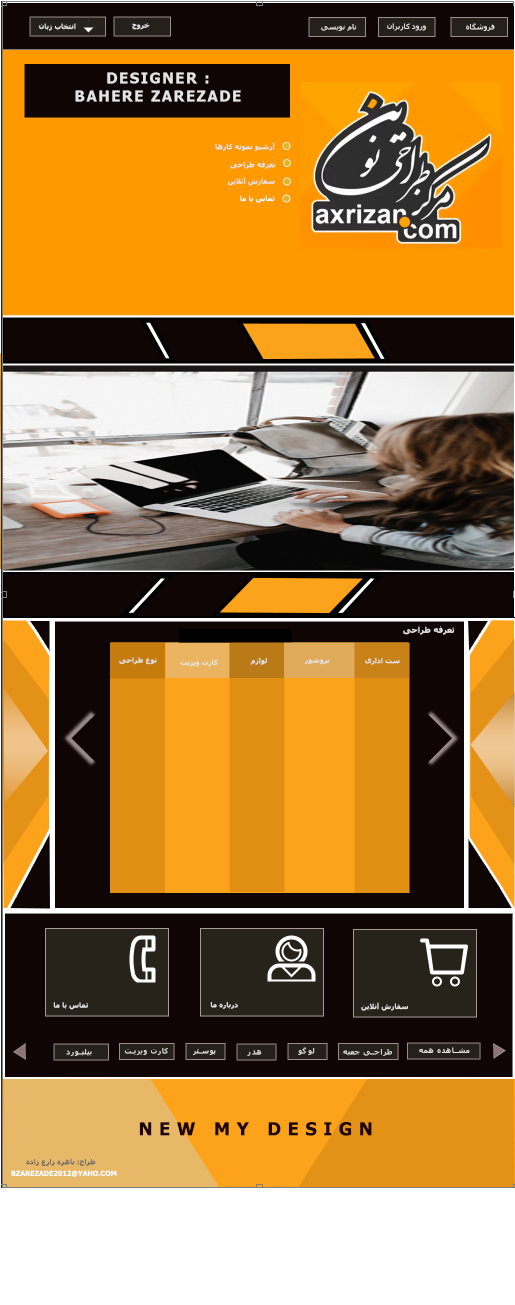 فروشگاه
ورود کاربران
نام نویسی
خروج
انتخاب زبان
DESIGNER :
BAHERE ZAREZADE
آرشیو نمونه کارها
تعرفه طراحی
سفارش آنلاین
تماس با ما
مرکز طراحی نوین
axrizan.com
تعرفه طراحی
ست اداری
بروشور
لوازم
کارت ویزیت
نوع طراحی
سفارش آنلاین
درباره ما
تماس با ما
مشاهده همه
طراحی جعبه
لوگو
هدر
پوستر
کارت ویزیت
بیلبورد
NEW MY DESIGN
طراح: باهره زارع زاده
BZAREZADE2012@YAHO.COM